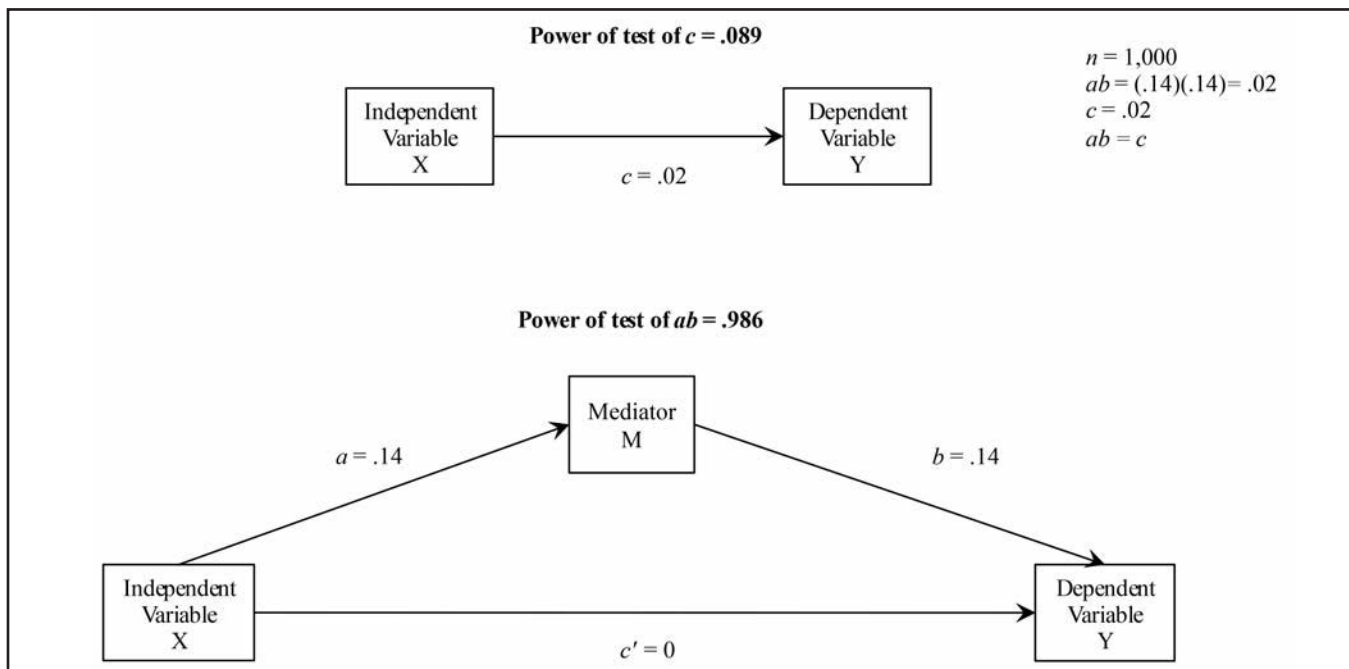 Power of test of c = .089
n = 1,000
ab = (.14)(.14)= .02
c = .02
ab = c
Independent
Variable
X
Dependent
Variable
Y
c = .02
Power of test of ab = .986
Mediator
M
a = .14
b = .14
Independent
Variable
X
Dependent
Variable
Y
c′ = 0